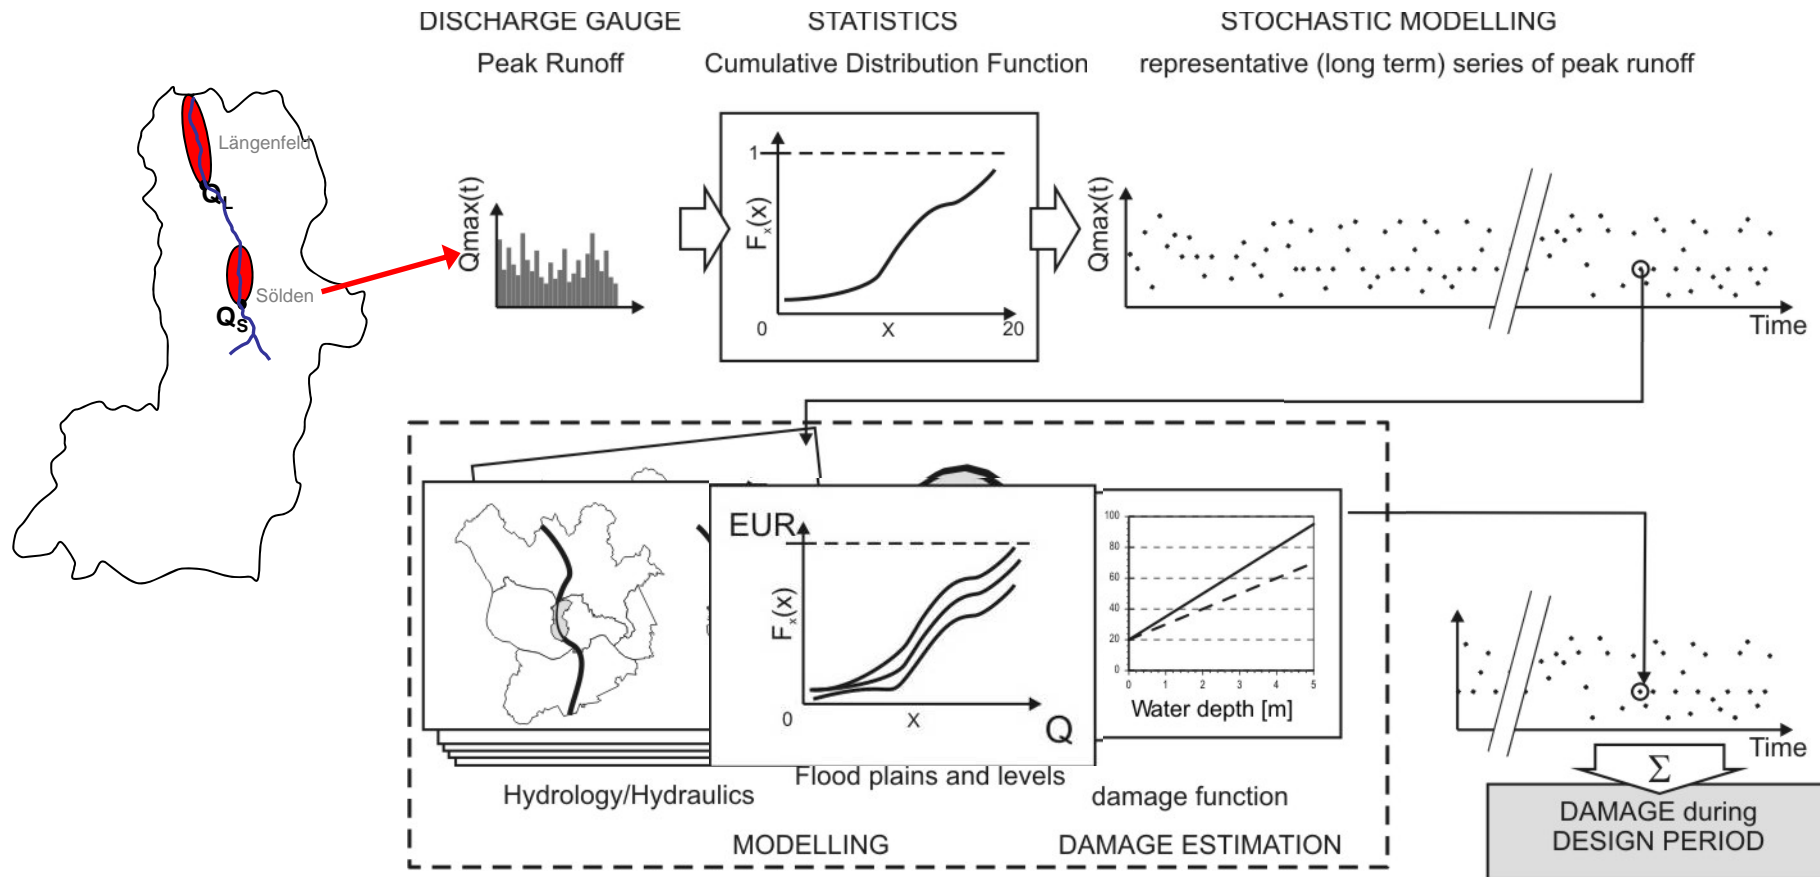 DISCHARGE GAUGE
Peak Runoff
STATISTICS
Cumulative Distribution Function
STOCHASTIC MODELLING
representative (long term) series of peak runoff
Längenfeld
QL
Sölden
QS
Qmax(t)
1
Fx(x)
0
X
20
Qmax(t)
Time
EUR
Fx(x)
0
X
Q
100
80
60
40
20
0
0 1 2 3 4 5
Water depth [m]
Hydrology/Hydraulics
Flood plains and levels
damage function
MODELLING
DAMAGE ESTIMATION
Time
Σ
DAMAGE during
DESIGN PERIOD